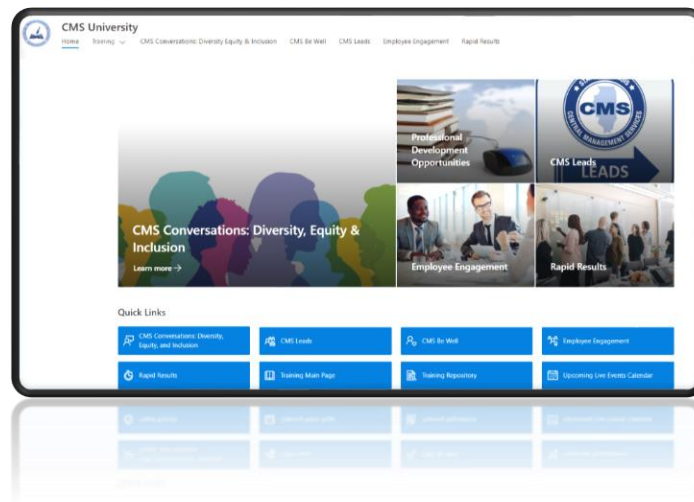 CMS University
Home Training CMS Conversations: Diversity Equity & Inclusion CMS Be Well CMS Leads Employee Engagement Rapid Results
Professional
Development
Opportunities
CMS
CENTRAL MANAGEMENT SERVICES
LEADS
CMS Leads
CMS Conversations: Diversity, Equity &
Inclusion
Learn more →
Employee Engagement
Rapid Results
Quick Links
CMS Conversations: Diversity,
Equity, and Inclusion
CMS Leads
CMS Be Well
Employee Engagement
Rapid Results
Training Main Page
Training Repository
Upcoming Live Events Calendar